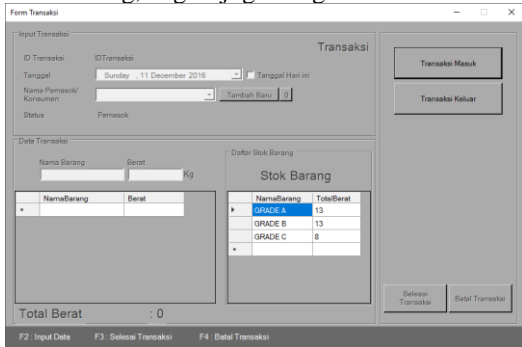 Form Transaksi
Input Transaksi
Transaksi
ID Transaksi IDTransaksi
Tanggal Sunday , 11 December 2016 Tanggal Hari ini
Nama Pemasok/
Konsumen Tambah Baru 0
Status Pemasok
Transaksi Masuk
Transaksi Keluar
Data Transaksi
Nama Barang Berat
Kg
NamaBarang Berat
Daftar Stok Barang
Stok Barang
NamaBarang TotalBerat
GRADE A 13
GRADE B 13
GRADE C 8
Total Berat : 0
Selesai
Transaksi
Batal Transaksi
F2 : Input Data F3 : Selesai Transaksi F4 : Batal Transaksi